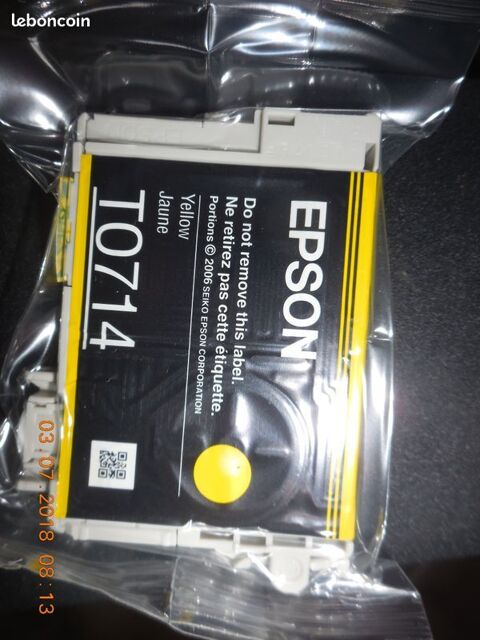 leboncoin
EPSON
Do not remove this label.
Ne retirez pas cette étiquette.
Portions © 2006 SEIKO EPSON CORPORATION
Yellow
Jaune
T0714
03 07 2018 08:13